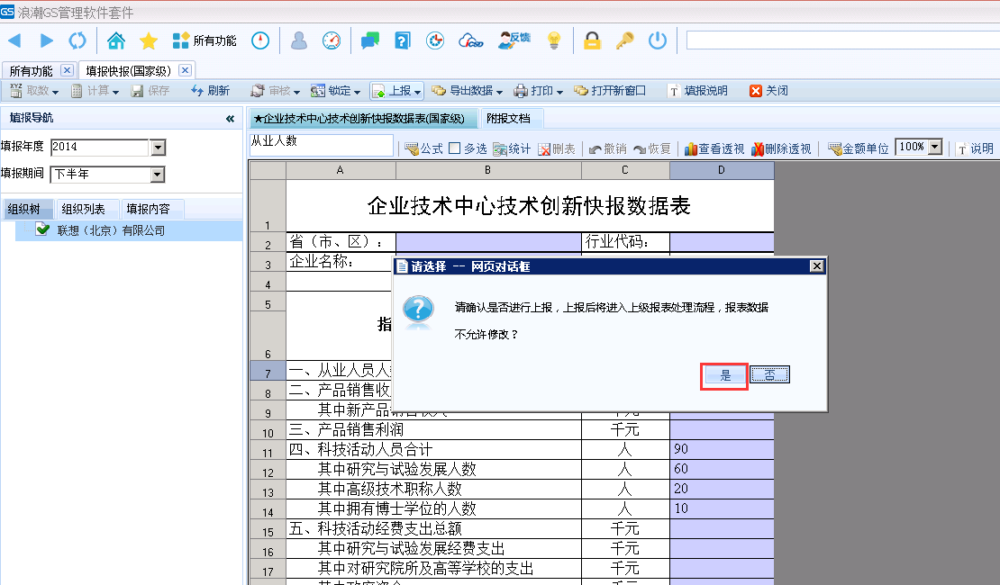 GS 浪潮GS管理软件套件
所有功能 CSD 反馈
所有功能 填报快报(国家级)
XYZ 取数 计算 保存 刷新 审核 锁定 上报 导出数据 打印 打开新窗口 T 填报说明 关闭
填报导航 «
填报年度 2014
填报期间 下半年
组织树 组织列表 填报内容
联想（北京）有限公司
★企业技术中心技术创新快报数据表(国家级) 附报文档
从业人数 公式 多选 统计 删表 撤销 恢复 查看透视 删除透视 金额单位 100% T 说明
A B C D
1 企业技术中心技术创新快报数据表
2 省（市、区）： 行业代码：
3 企业名称：
4
5
6 指
7 一、从业人员人
8 二、产品销售收
9 其中新产品销售收入 千元
10 三、产品销售利润 千元
11 四、科技活动人员合计 人 90
12 其中研究与试验发展人数 人 60
13 其中高级技术职称人数 人 20
14 其中拥有博士学位的人数 人 10
15 五、科技活动经费支出总额 千元
16 其中研究与试验发展经费支出 千元
17 其中对研究院所及高等学校的支出 千元
请选择 -- 网页对话框
请确认是否进行上报，上报后将进入上级报表处理流程，报表数据
不允许修改？
是 否